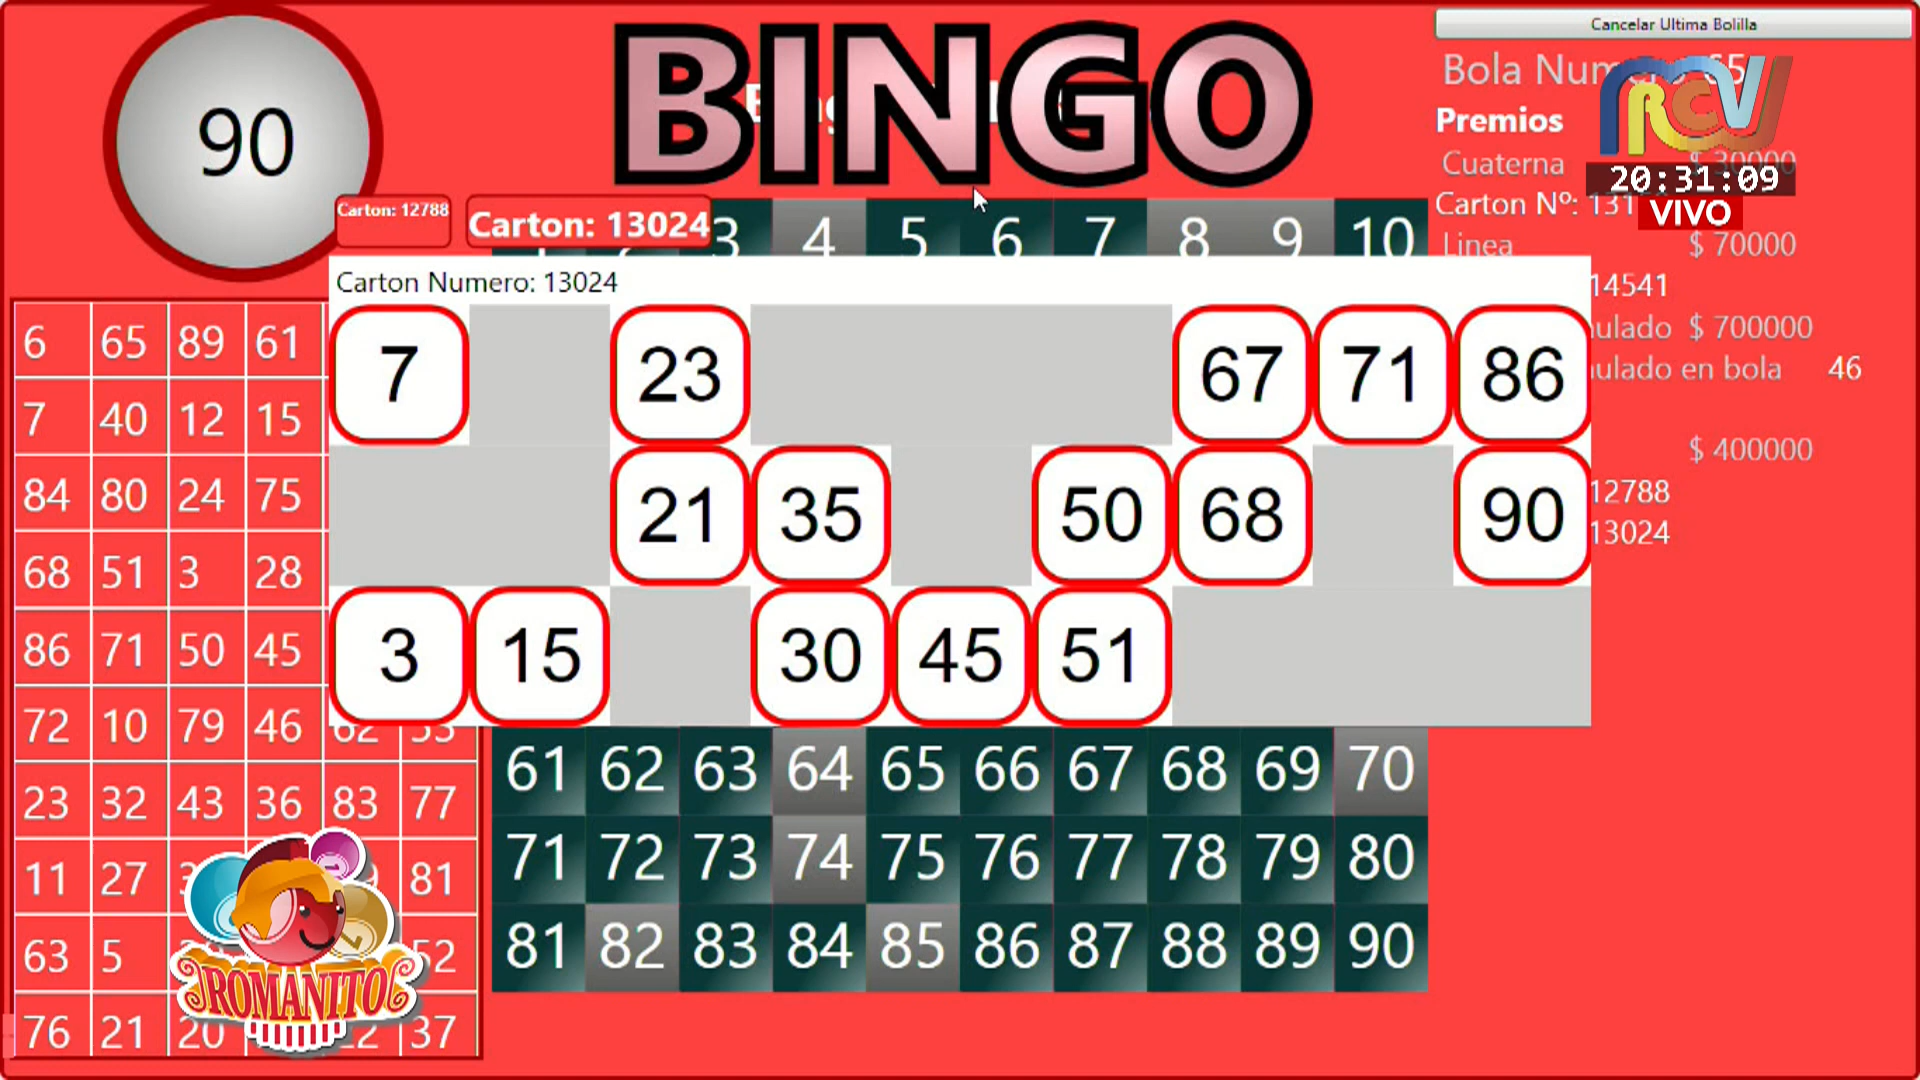 Cancelar Ultima Bolilla
90
BINGO
Bola
Premios
Cuaterna $ 30000
RCV
20:31:09
VIVO
Carton Nº:
Linea $ 70000
14541
$ 700000
en bola 46
$ 400000
12788
13024
Carton: 12788
Carton: 13024
3 4 5 6 7 8 9 10
Carton Numero: 13024
7 23 67 71 86
21 35 50 68 90
3 15 30 45 51
6 65 89 61
7 40 12 15
84 80 24 75
68 51 3 28
86 71 50 45
72 10 79 46
23 32 43 36 83 77
11 27 81
63 5
76 21 37
ROMANITO
61 62 63 64 65 66 67 68 69 70
71 72 73 74 75 76 77 78 79 80
81 82 83 84 85 86 87 88 89 90